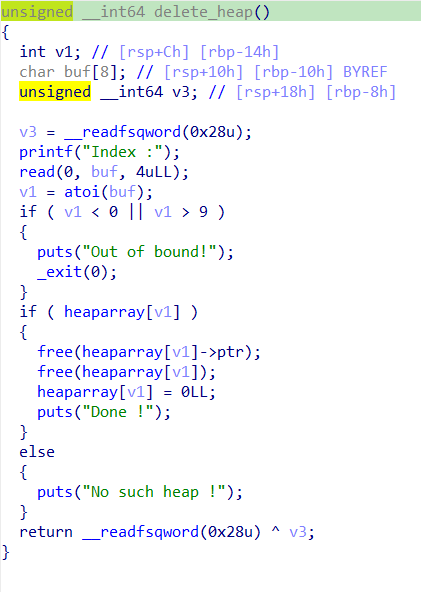 unsigned __int64 delete_heap()
{
  int v1; // [rsp+Ch] [rbp-14h]
  char buf[8]; // [rsp+10h] [rbp-10h] BYREF
  unsigned __int64 v3; // [rsp+18h] [rbp-8h]

  v3 = __readfsqword(0x28u);
  printf("Index :");
  read(0, buf, 4uLL);
  v1 = atoi(buf);
  if ( v1 < 0 || v1 > 9 )
  {
    puts("Out of bound!");
    _exit(0);
  }
  if ( heaparray[v1] )
  {
    free(heaparray[v1]->ptr);
    free(heaparray[v1]);
    heaparray[v1] = 0LL;
    puts("Done !");
  }
  else
  {
    puts("No such heap !");
  }
  return __readfsqword(0x28u) ^ v3;
}